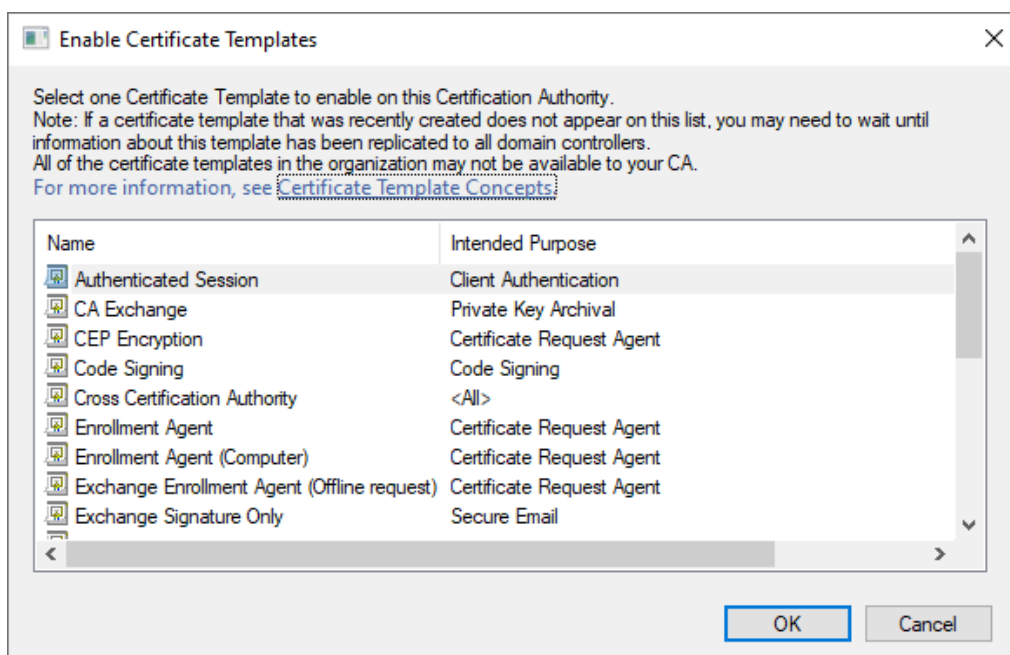 Enable Certificate Templates
Select one Certificate Template to enable on this Certification Authority.
Note: If a certificate template that was recently created does not appear on this list, you may need to wait until
information about this template has been replicated to all domain controllers.
All of the certificate templates in the organization may not be available to your CA.
For more information, see Certificate Template Concepts.
Name Intended Purpose
Authenticated Session Client Authentication
CA Exchange Private Key Archival
CEP Encryption Certificate Request Agent
Code Signing Code Signing
Cross Certification Authority <All>
Enrollment Agent Certificate Request Agent
Enrollment Agent (Computer) Certificate Request Agent
Exchange Enrollment Agent (Offline request) Certificate Request Agent
Exchange Signature Only Secure Email
OK Cancel